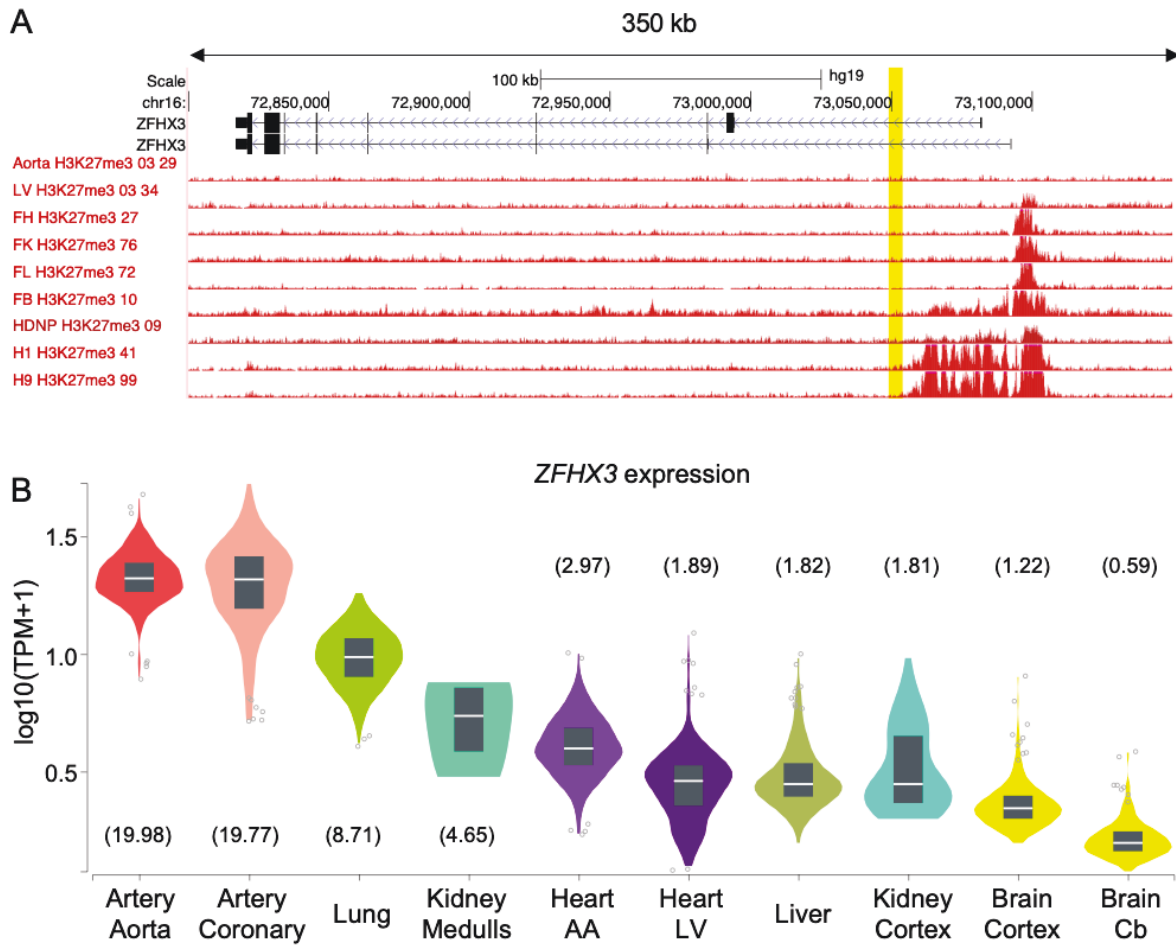 A
350 kb
Scale
100 kb
hg19
chr16:
72,850,000
72,900,000
72,950,000
73,000,000
73,050,000
73,100,000
ZFHX3
ZFHX3
Aorta H3K27me3 03 29
LV H3K27me3 03 34
FH H3K27me3 27
FK H3K27me3 76
FL H3K27me3 72
FB H3K27me3 10
HDNP H3K27me3 09
H1 H3K27me3 41
H9 H3K27me3 99
B
ZFHX3 expression
log10(TPM+1)
1.5
1.0
0.5
(2.97)
(1.89)
(1.82)
(1.81)
(1.22)
(0.59)
(19.98)
(19.77)
(8.71)
(4.65)
Artery
Aorta
Artery
Coronary
Lung
Kidney
Medulls
Heart
AA
Heart
LV
Liver
Kidney
Cortex
Brain
Cortex
Brain
Cb